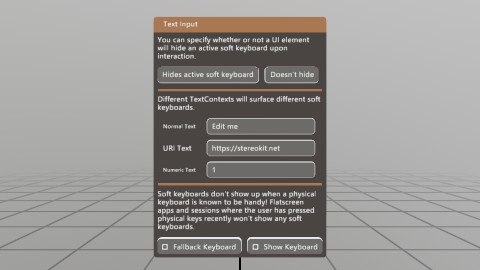 Text Input
You can specify whether or not a UI element
will hide an active soft keyboard upon
interaction.
Hides active soft keyboard Doesn't hide
Different TextContexts will surface different soft
keyboards.
Normal Text Edit me
URI Text https://stereokit.net
Numeric Text 1
Soft keyboards don't show up when a physical
keyboard is known to be handy! Flatscreen
apps and sessions where the user has pressed
physical keys recently won't show any soft
keyboards.
Fallback Keyboard Show Keyboard